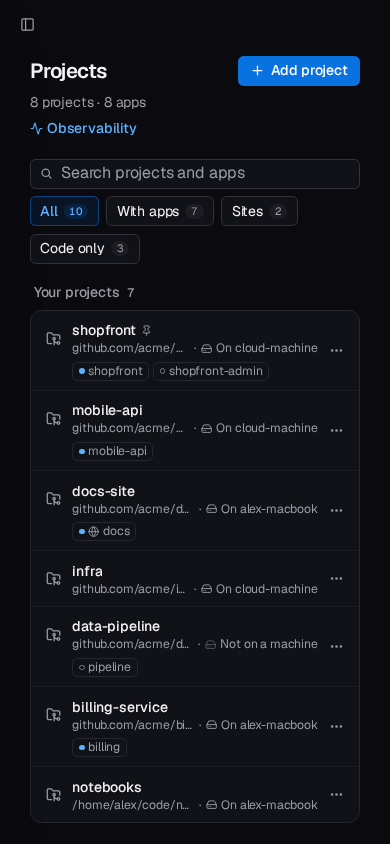 Projects
Add project
8 projects · 8 apps
Observability
Search projects and apps
All 10 With apps 7 Sites 2
Code only 3
Your projects 7
shopfront
github.com/acme/... · On cloud-machine
shopfront shopfront-admin
mobile-api
github.com/acme/... · On cloud-machine
mobile-api
docs-site
github.com/acme/d... · On alex-macbook
docs
infra
github.com/acme/i... · On cloud-machine
data-pipeline
github.com/acme/d... · Not on a machine
pipeline
billing-service
github.com/acme/bi... · On alex-macbook
billing
notebooks
/home/alex/code/n... · On alex-macbook